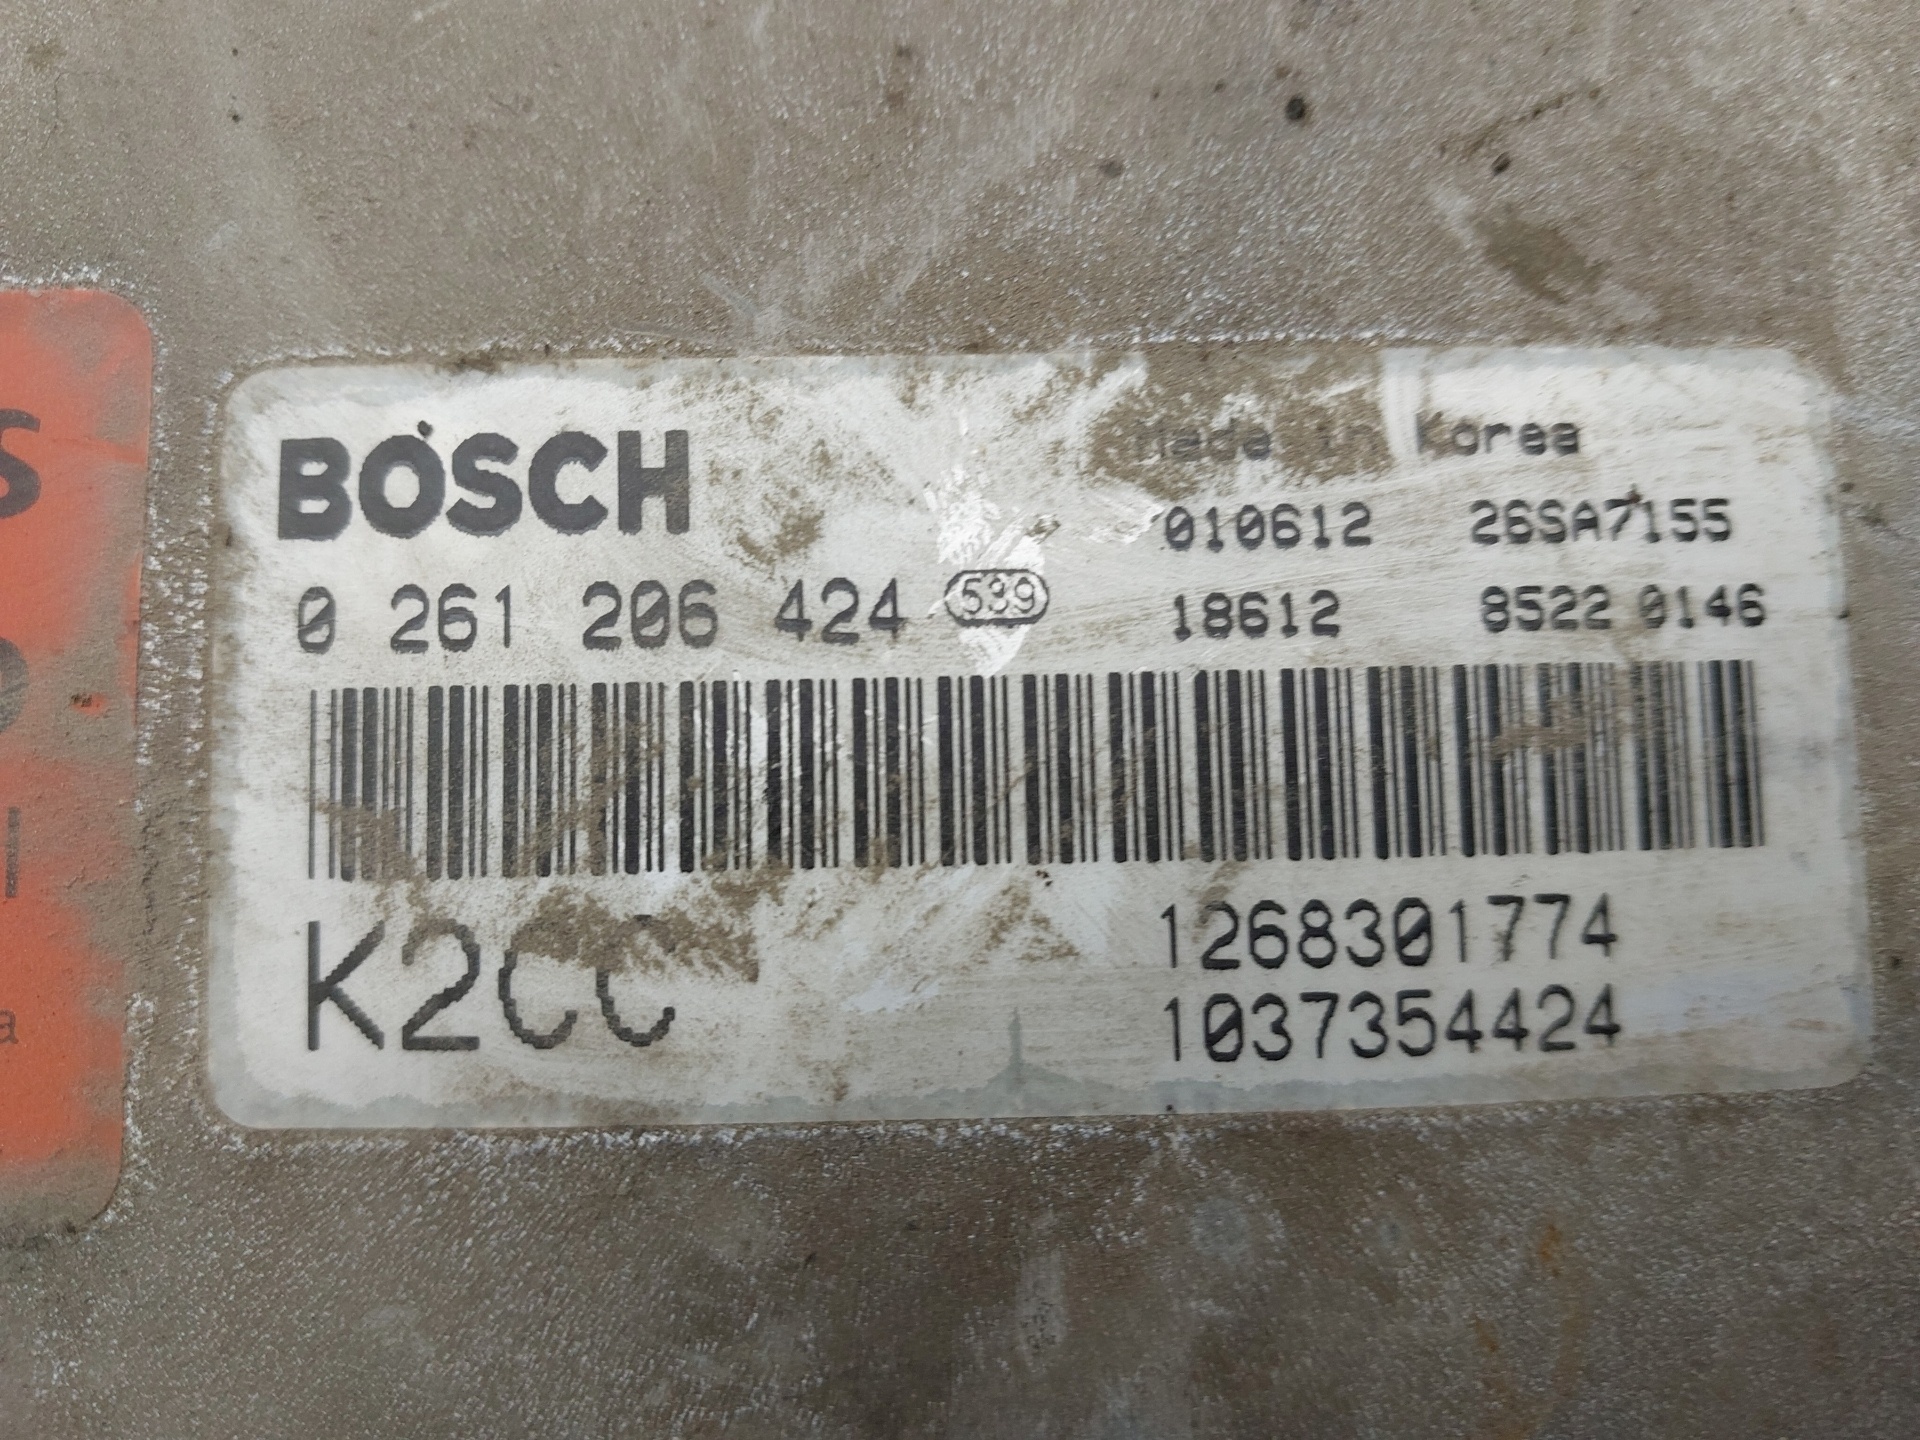 BOSCH
Made in Korea
010612 26SA7155
0 261 206 424 539
18612 8522 0146
K2CC
1268301774
1037354424